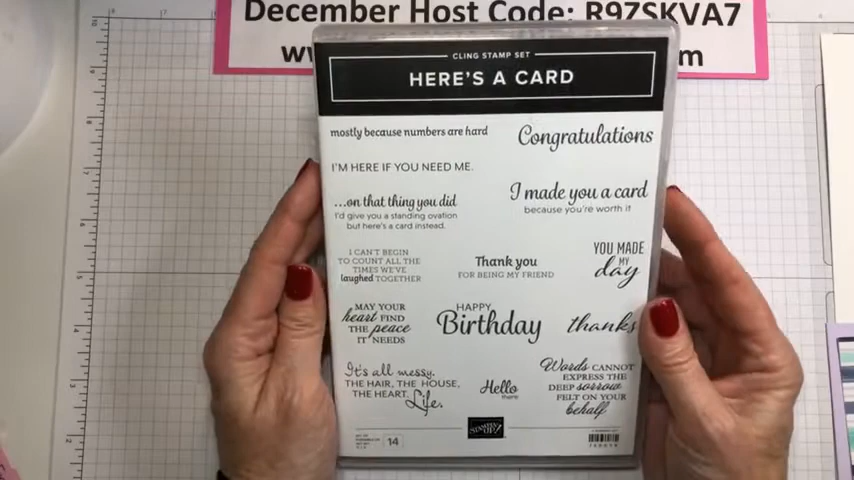 December Host Code: R9ZSKVA7
CLING STAMP SET
HERE'S A CARD
mostly because numbers are hard
Congratulations
I'M HERE IF YOU NEED ME.
...on that thing you did
I'd give you a standing ovation
but here's a card instead.
I made you a card
because you're worth it
I CAN'T BEGIN
TO COUNT ALL THE
TIMES WE'VE
laughed TOGETHER
Thank you
FOR BEING MY FRIEND
YOU MADE
MY
day
MAY YOUR
heart FIND
THE peace
IT NEEDS
HAPPY
Birthday
thanks
It's all messy.
THE HAIR, THE HOUSE,
THE HEART.
Life.
Hello
there
Words CANNOT
EXPRESS THE
DEEP sorrow
FELT ON YOUR
behalf
14
STAMPIN' UP!